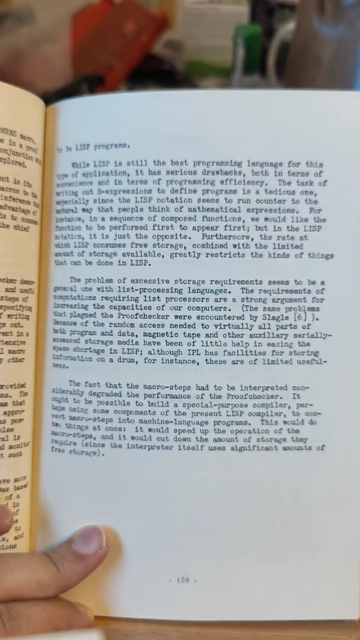 to be LISP programs.
While LISP is still the best programming language for this
type of application, it has serious drawbacks, both in terms of
convenience and in terms of programming efficiency. The task of
writing out S-expressions to define programs is a tedious one,
especially since the LISP notation seems to run counter to the
natural way that people think of mathematical expressions. For
instance, in a sequence of composed functions, we would like the
function to be performed first to appear first; but in the LISP
notation, it is just the opposite. Furthermore, the rate at
which LISP consumes free storage, combined with the limited
amount of storage available, greatly restricts the kinds of things
that can be done in LISP.
The problem of excessive storage requirements seems to be a
general one with list-processing languages. The requirements of
computations requiring list processors are a strong argument for
increasing the capacities of our computers. (The same problems
that plagued the Proofchecker were encountered by Slagle [6] ).
Because of the random access needed to virtually all parts of
both program and data, magnetic tape and other auxiliary serially-
accessed storage media have been of little help in easing the
space shortage in LISP; although IPL has facilities for storing
information on a drum, for instance, these are of limited useful-
ness.
The fact that the macro-steps had to be interpreted con-
siderably degraded the performance of the Proofchecker. It
ought to be possible to build a special-purpose compiler, per-
haps using some components of the present LISP compiler, to con-
vert macro-steps into machine-language programs. This would do
two things at once: it would speed up the operation of the
macro-steps, and it would cut down the amount of storage they
require (since the interpreter itself uses significant amounts of
free storage).
- 159 -